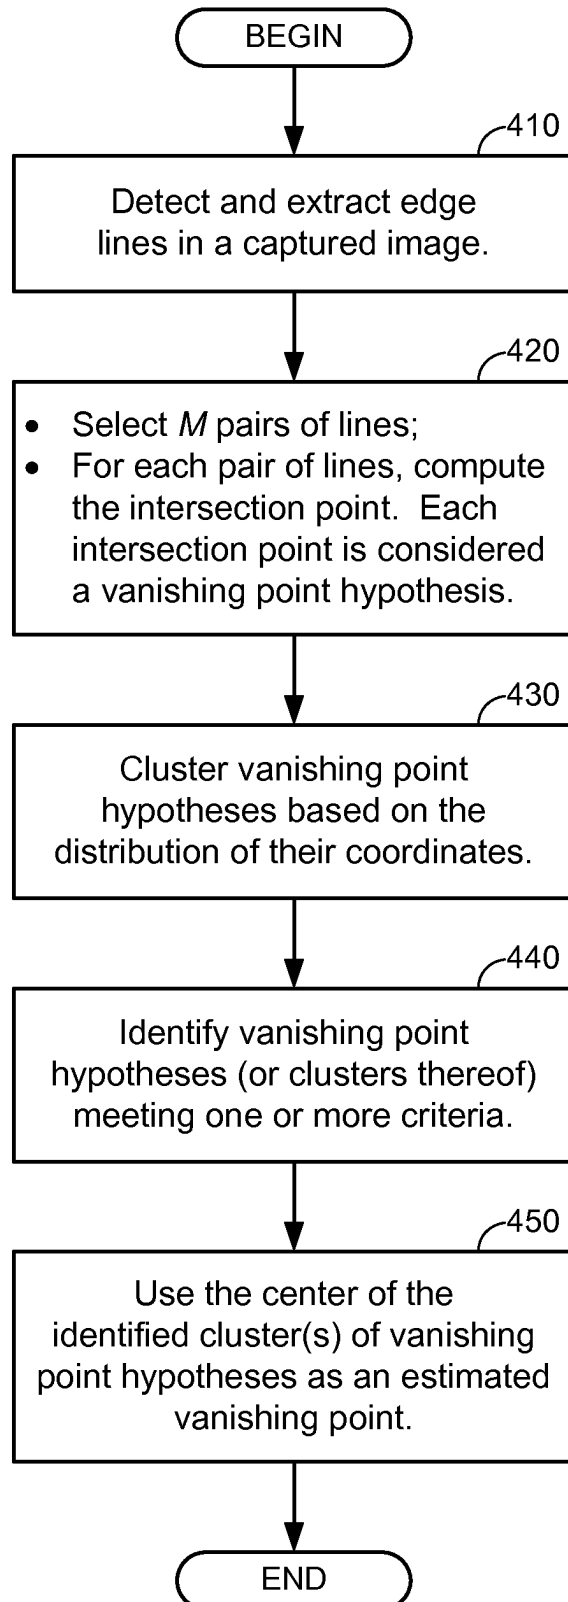 BEGIN
410
Detect and extract edge
lines in a captured image.
420
• Select M pairs of lines;
• For each pair of lines, compute
the intersection point. Each
intersection point is considered
a vanishing point hypothesis.
430
Cluster vanishing point
hypotheses based on the
distribution of their coordinates.
440
Identify vanishing point
hypotheses (or clusters thereof)
meeting one or more criteria.
450
Use the center of the
identified cluster(s) of vanishing
point hypotheses as an estimated
vanishing point.
END